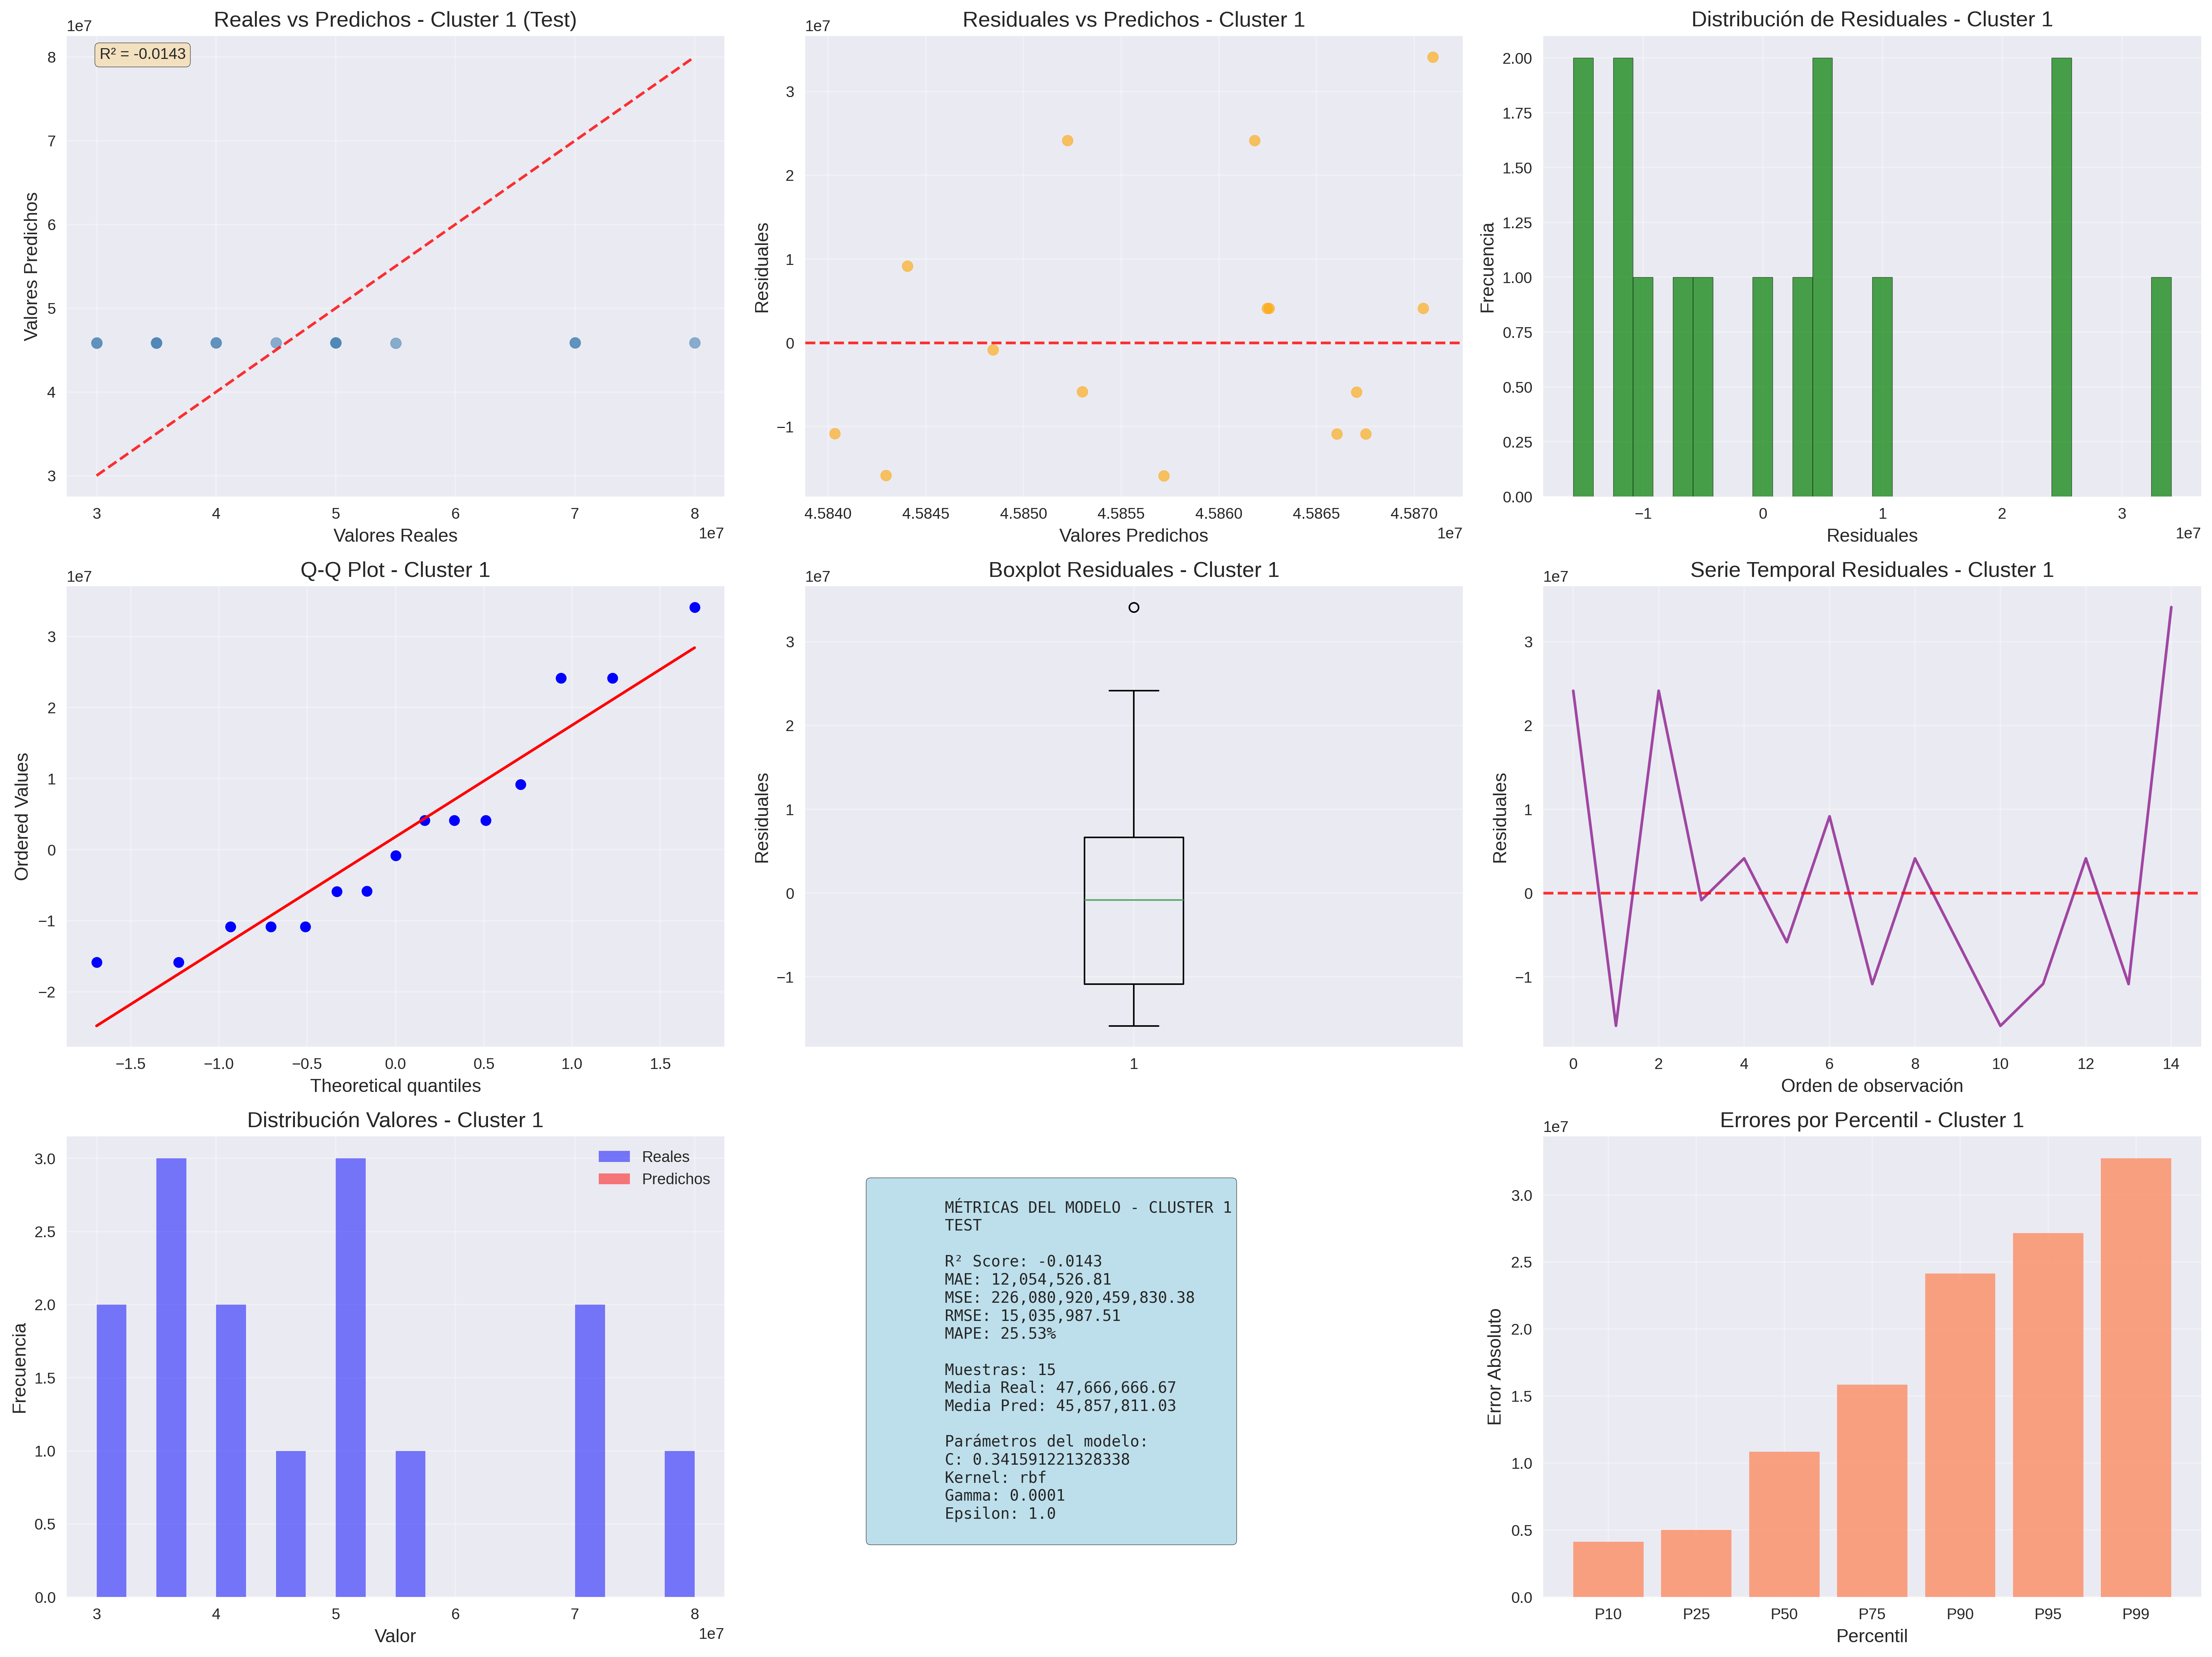 Reales vs Predichos - Cluster 1 (Test)
1e7
R² = -0.0143
8
7
6
5
4
3
Valores Predichos
3 4 5 6 7 8
1e7
Valores Reales
Residuales vs Predichos - Cluster 1
1e7
3
2
1
0
−1
Residuales
4.5840 4.5845 4.5850 4.5855 4.5860 4.5865 4.5870
1e7
Valores Predichos
Distribución de Residuales - Cluster 1
2.00
1.75
1.50
1.25
1.00
0.75
0.50
0.25
0.00
Frecuencia
−1 0 1 2 3
1e7
Residuales
Q-Q Plot - Cluster 1
1e7
3
2
1
0
−1
−2
Ordered Values
−1.5 −1.0 −0.5 0.0 0.5 1.0 1.5
Theoretical quantiles
Boxplot Residuales - Cluster 1
1e7
3
2
1
0
−1
Residuales
1
Serie Temporal Residuales - Cluster 1
1e7
3
2
1
0
−1
Residuales
0 2 4 6 8 10 12 14
Orden de observación
Distribución Valores - Cluster 1
Reales
Predichos
3.0
2.5
2.0
1.5
1.0
0.5
0.0
Frecuencia
3 4 5 6 7 8
1e7
Valor
MÉTRICAS DEL MODELO - CLUSTER 1
TEST
R² Score: -0.0143
MAE: 12,054,526.81
MSE: 226,080,920,459,830.38
RMSE: 15,035,987.51
MAPE: 25.53%
Muestras: 15
Media Real: 47,666,666.67
Media Pred: 45,857,811.03
Parámetros del modelo:
C: 0.341591221328338
Kernel: rbf
Gamma: 0.0001
Epsilon: 1.0
Errores por Percentil - Cluster 1
1e7
3.0
2.5
2.0
1.5
1.0
0.5
0.0
Error Absoluto
P10 P25 P50 P75 P90 P95 P99
Percentil